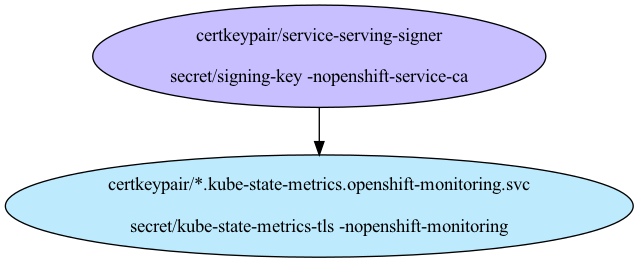 certkeypair/service-serving-signer
secret/signing-key -nopenshift-service-ca
certkeypair/*.kube-state-metrics.openshift-monitoring.svc
secret/kube-state-metrics-tls -nopenshift-monitoring